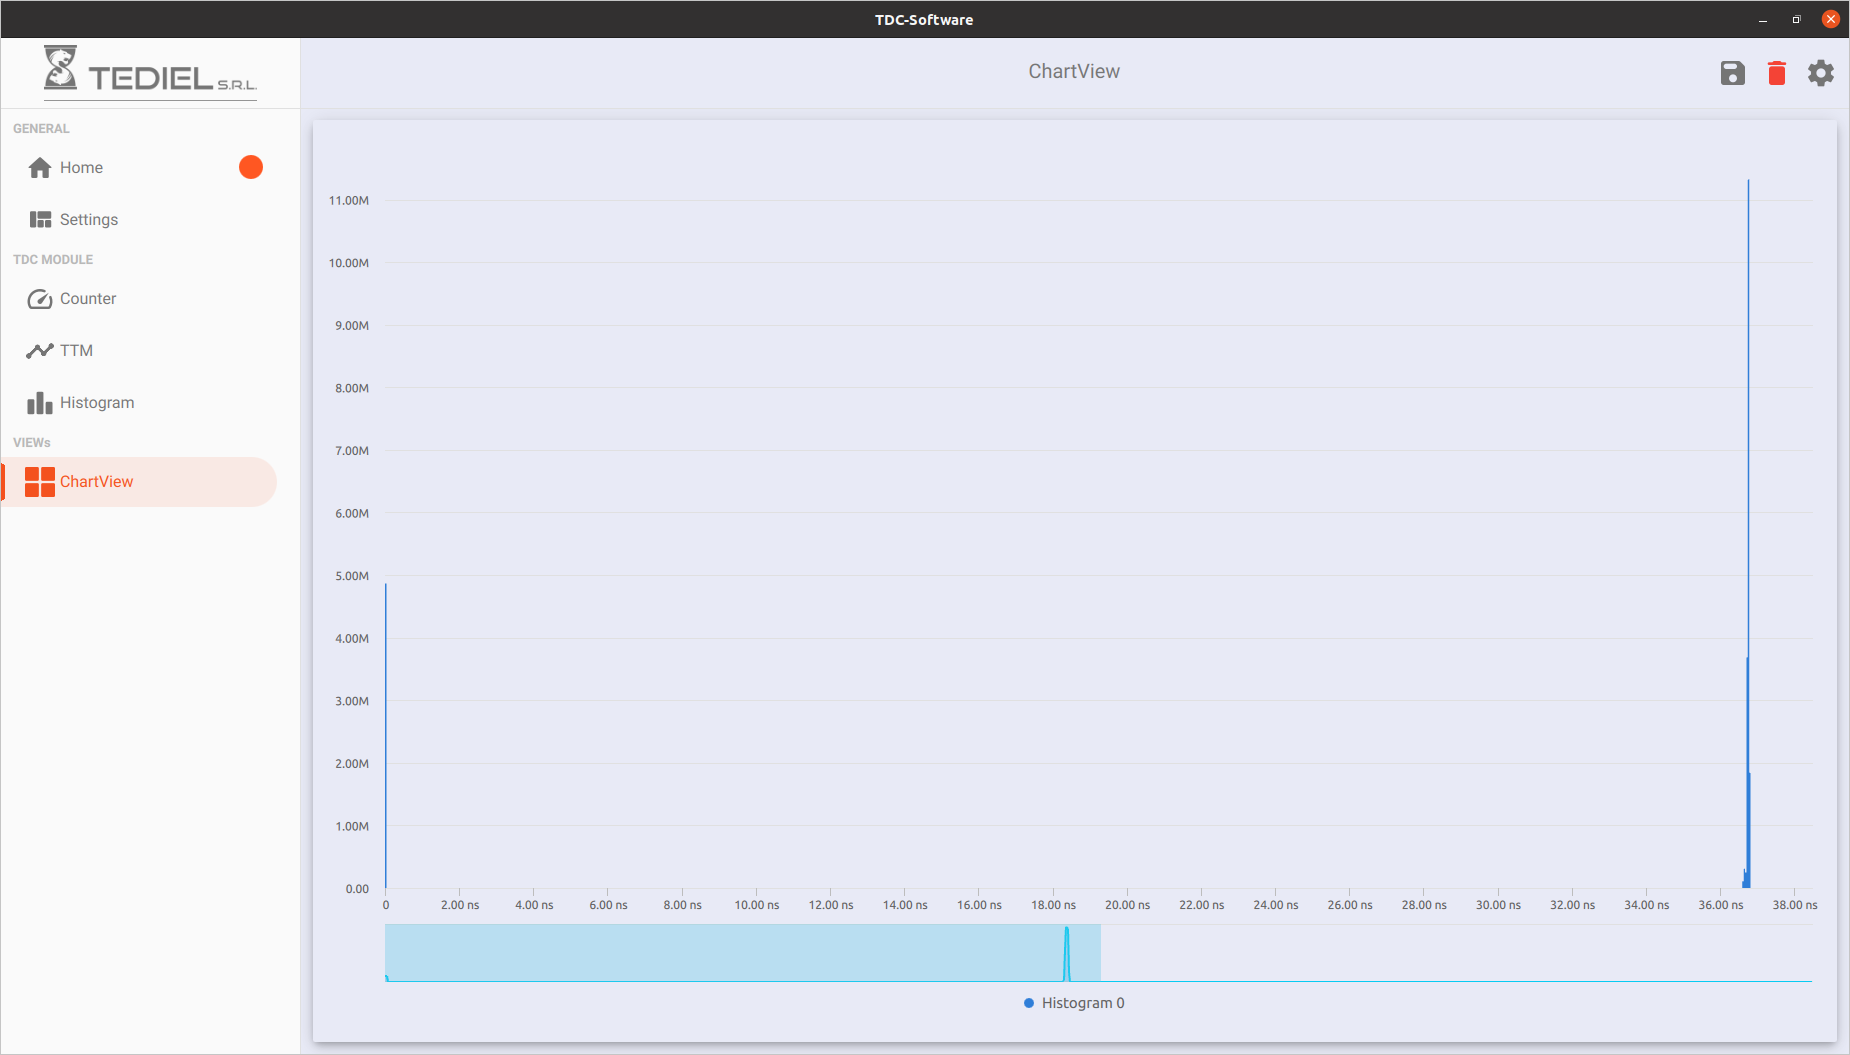 TDC-Software
TEDIEL S.R.L.
ChartView
GENERAL
Home
Settings
TDC MODULE
Counter
TTM
Histogram
VIEWs
ChartView
11.00M
10.00M
9.00M
8.00M
7.00M
6.00M
5.00M
4.00M
3.00M
2.00M
1.00M
0.00
0 2.00 ns 4.00 ns 6.00 ns 8.00 ns 10.00 ns 12.00 ns 14.00 ns 16.00 ns 18.00 ns 20.00 ns 22.00 ns 24.00 ns 26.00 ns 28.00 ns 30.00 ns 32.00 ns 34.00 ns 36.00 ns 38.00 ns
Histogram 0